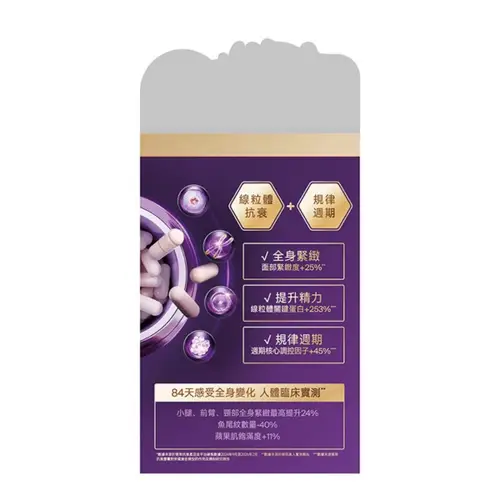 線粒體
抗衰
+
規律
週期
√ 全身緊緻
面部緊緻度+25%**
√ 提升精力
線粒體關鍵蛋白+253%***
√ 規律週期
週期核心調控因子+45%***
84天感受全身變化 人體臨床實測**
小腿、前臂、頸部全身緊緻最高提升24%
魚尾紋數量-40%
蘋果肌飽滿度+11%